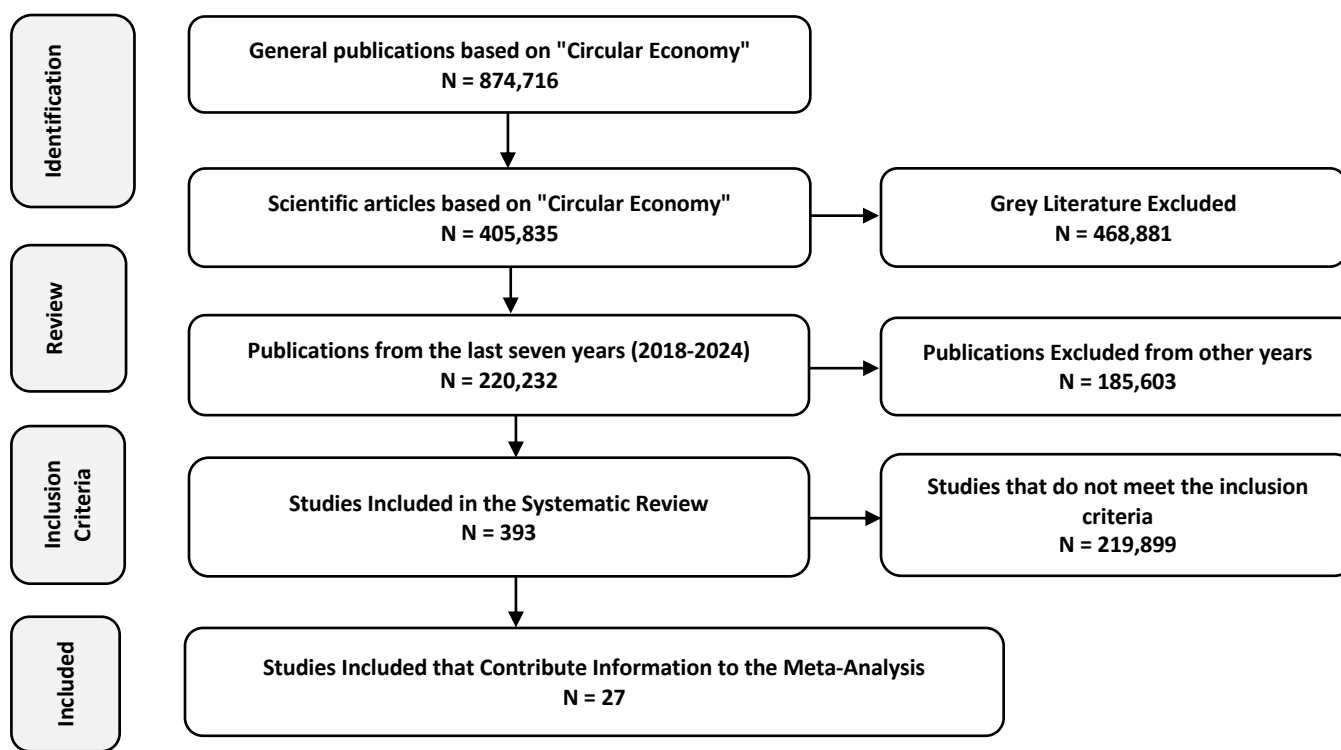 Identification
General publications based on "Circular Economy"
N = 874,716
Scientific articles based on "Circular Economy"
N = 405,835
Grey Literature Excluded
N = 468,881
Review
Publications from the last seven years (2018-2024)
N = 220,232
Publications Excluded from other years
N = 185,603
Inclusion
Criteria
Studies Included in the Systematic Review
N = 393
Studies that do not meet the inclusion
criteria
N = 219,899
Included
Studies Included that Contribute Information to the Meta-Analysis
N = 27